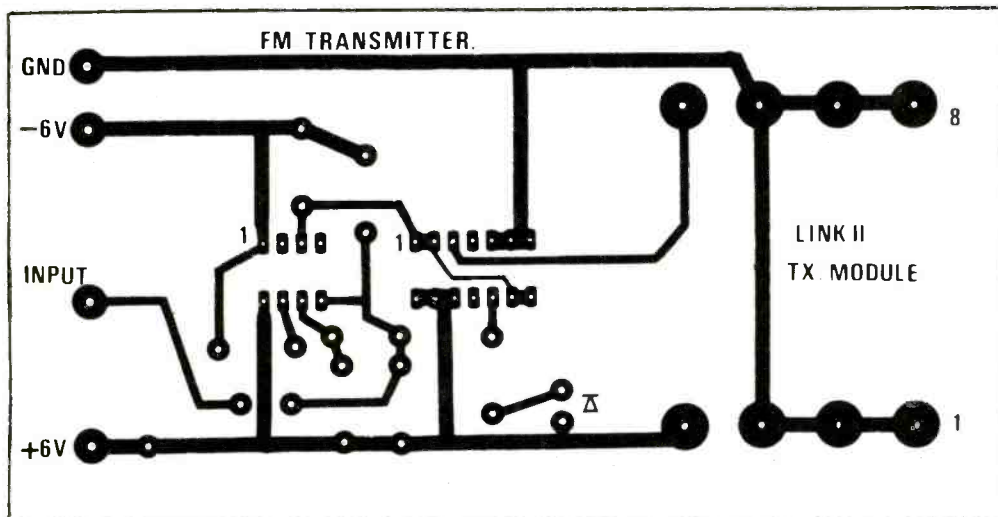 FM TRANSMITTER.
GND
-6V
8
1
1
LINK II
TX. MODULE
INPUT
+6V
1